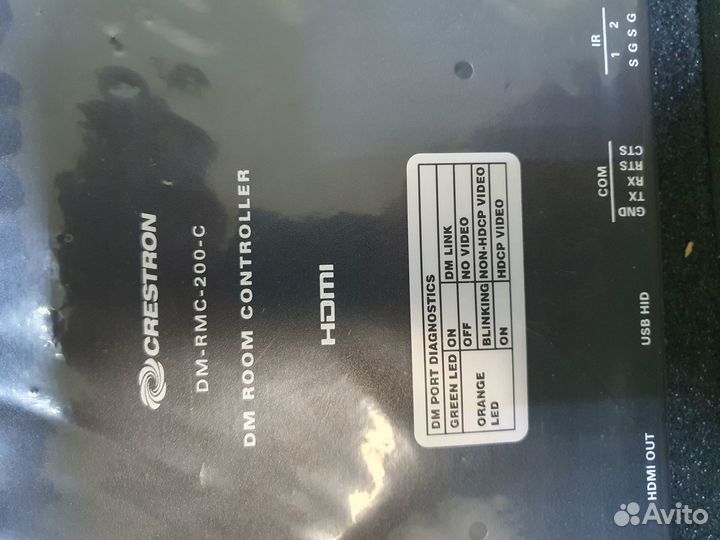 CRESTRON
DM-RMC-200-C
DM ROOM CONTROLLER
HDMI
DM PORT DIAGNOSTICS
GREEN LED ON DM LINK
ORANGE LED OFF NO VIDEO
BLINKING NON-HDCP VIDEO
ON HDCP VIDEO
HDMI OUT
USB HID
COM
GND TX RX RTS CTS
IR
1 2
S G S G
Avito